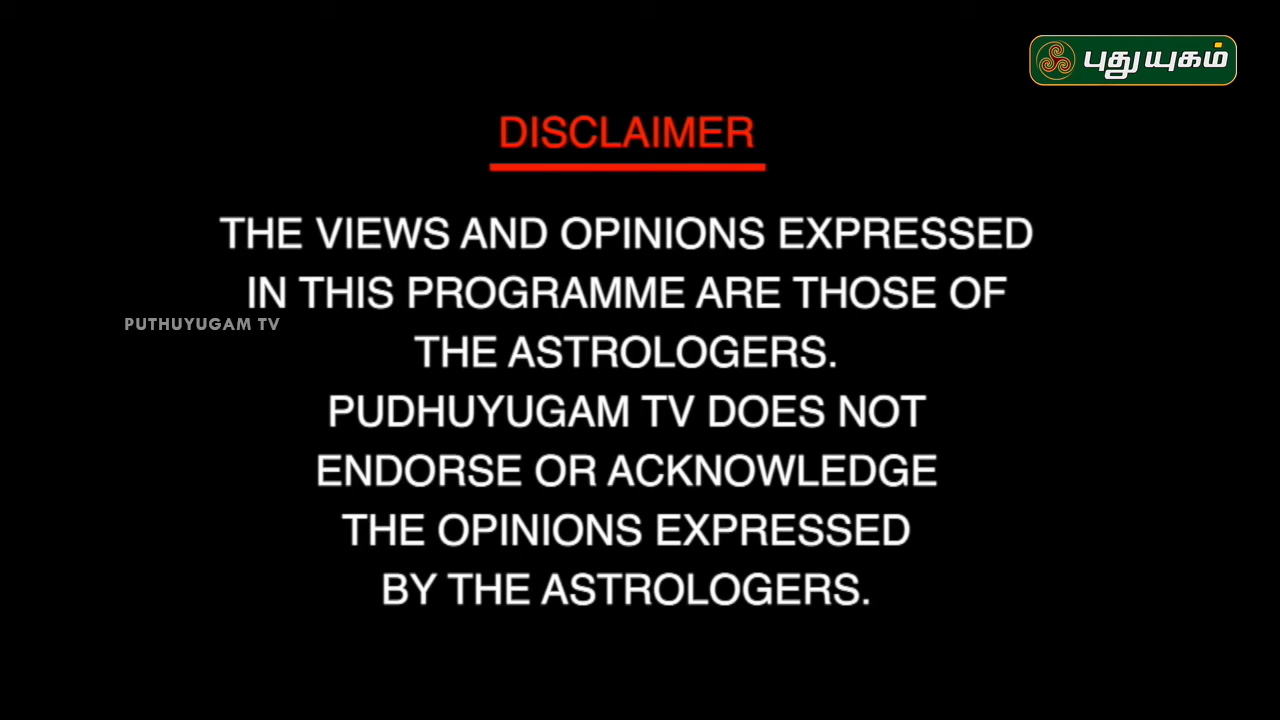 புதுயுகம்
DISCLAIMER
THE VIEWS AND OPINIONS EXPRESSED
IN THIS PROGRAMME ARE THOSE OF
PUTHUYUGAM TV
THE ASTROLOGERS.
PUDHUYUGAM TV DOES NOT
ENDORSE OR ACKNOWLEDGE
THE OPINIONS EXPRESSED
BY THE ASTROLOGERS.